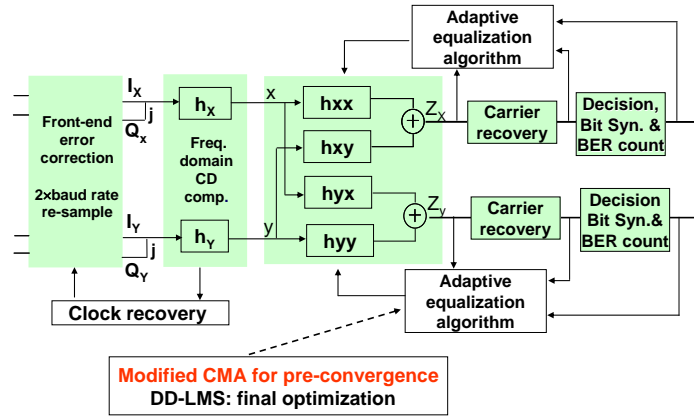 Adaptive
equalization
algorithm
I_X
j
Q_x
h_X
x
hxx
Z_x
+
Carrier
recovery
Decision,
Bit Syn. &
BER count
Front-end
error
correction
2×baud rate
re-sample
Freq.
domain
CD
comp.
hxy
hyx
I_Y
j
Q_Y
h_Y
y
hyy
Z_y
+
Carrier
recovery
Decision
Bit Syn.&
BER count
Clock recovery
Adaptive
equalization
algorithm
Modified CMA for pre-convergence
DD-LMS: final optimization